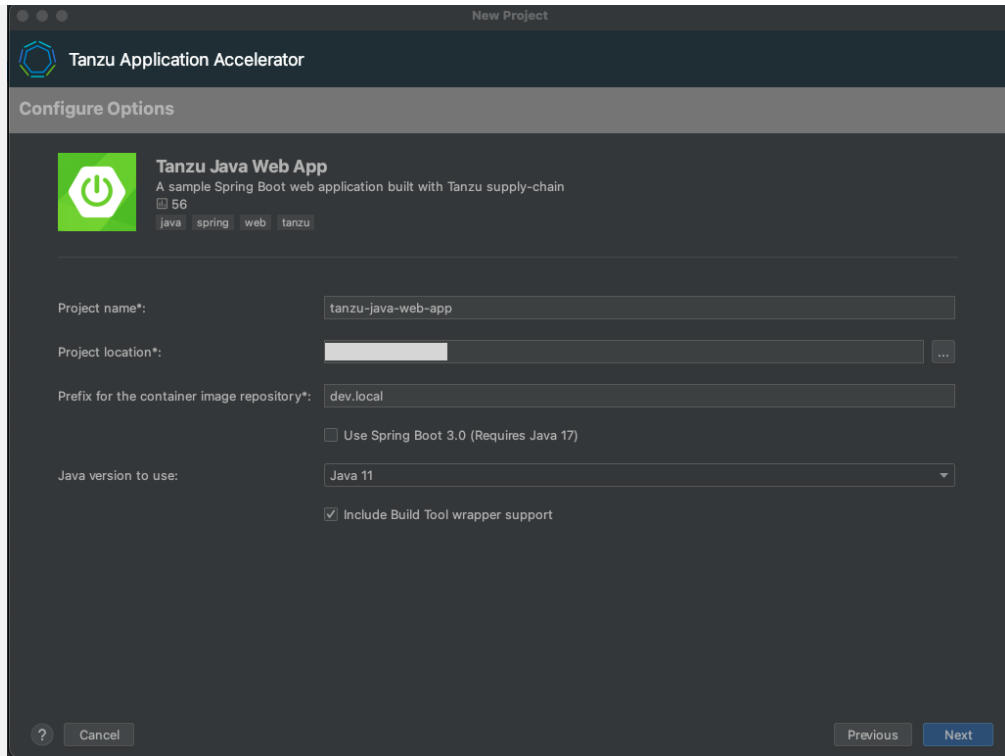 New Project
Tanzu Application Accelerator
Configure Options
Tanzu Java Web App
A sample Spring Boot web application built with Tanzu supply-chain
56
java spring web tanzu
Project name*: tanzu-java-web-app
Project location*: ...
Prefix for the container image repository*: dev.local
Use Spring Boot 3.0 (Requires Java 17)
Java version to use: Java 11
Include Build Tool wrapper support
? Cancel Previous Next